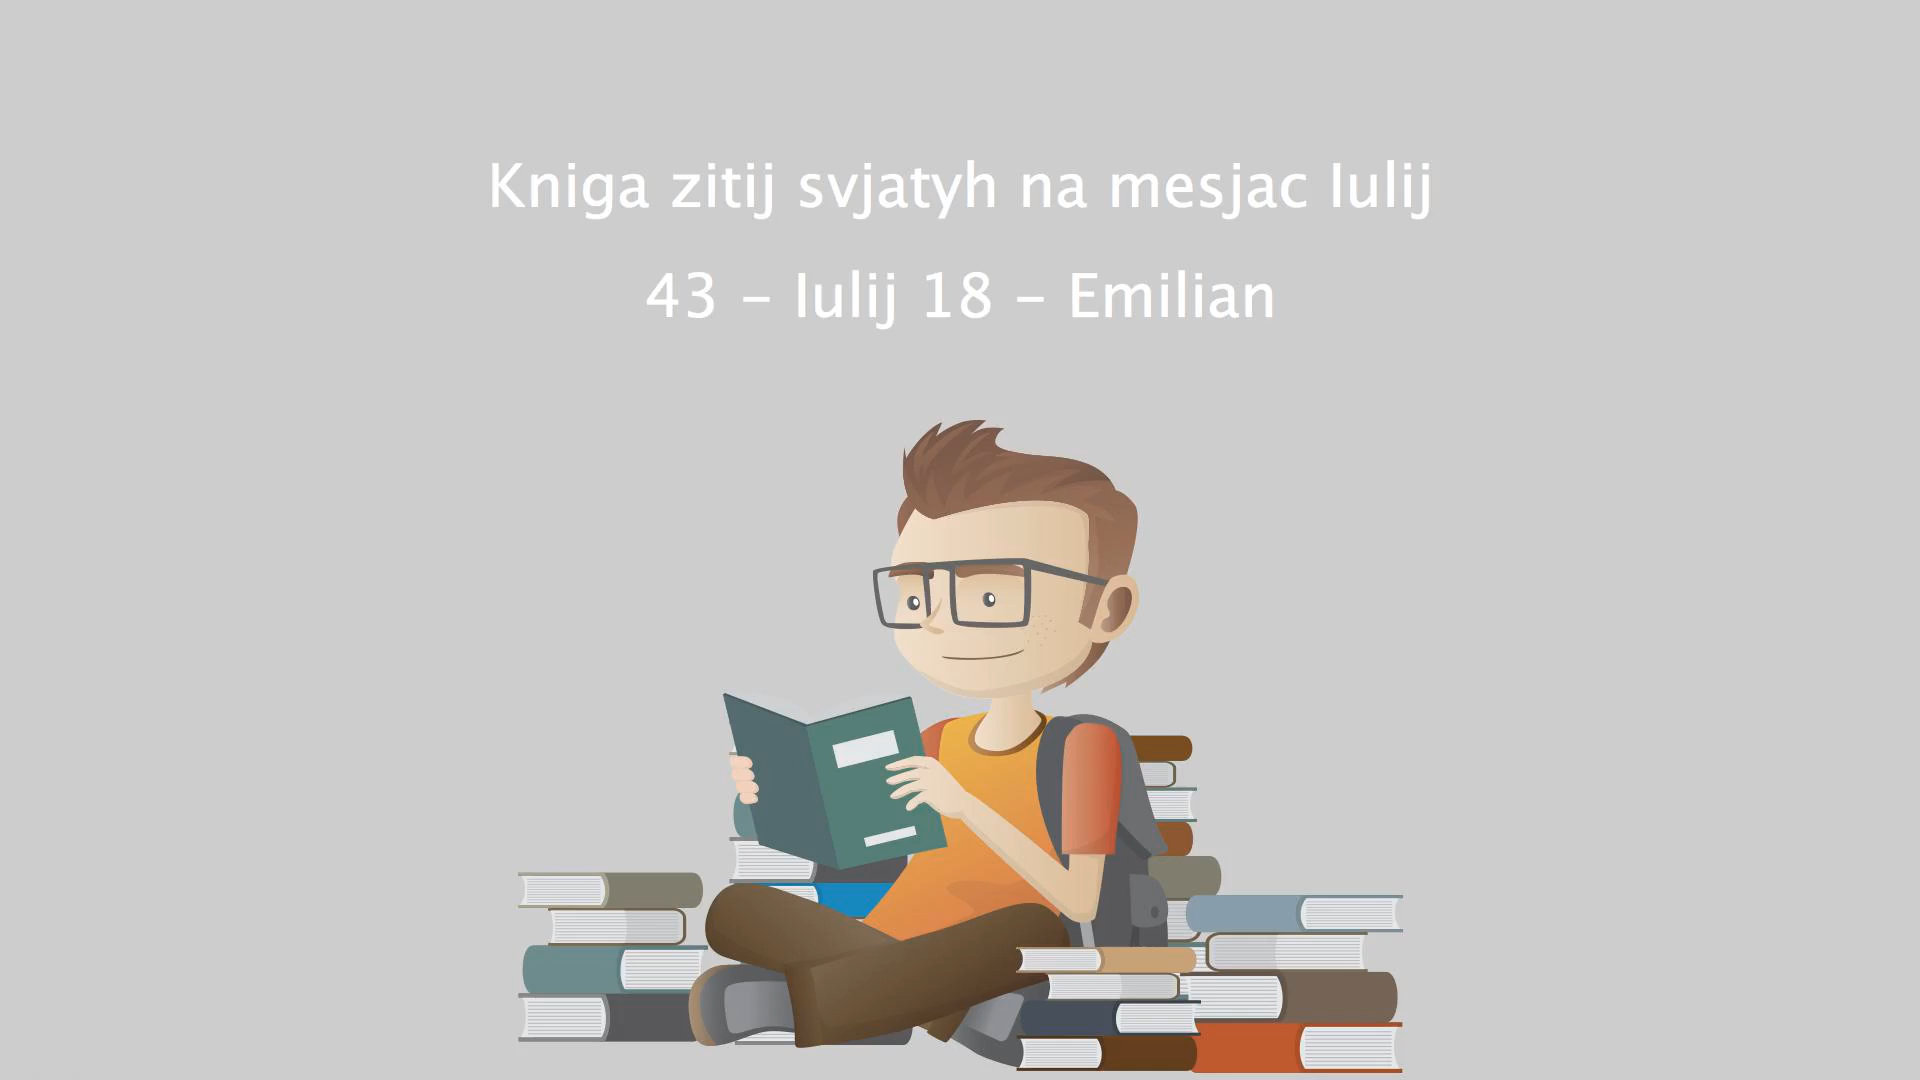 Kniga zitij svjatyh na mesjac Iulij
43 – Iulij 18 – Emilian